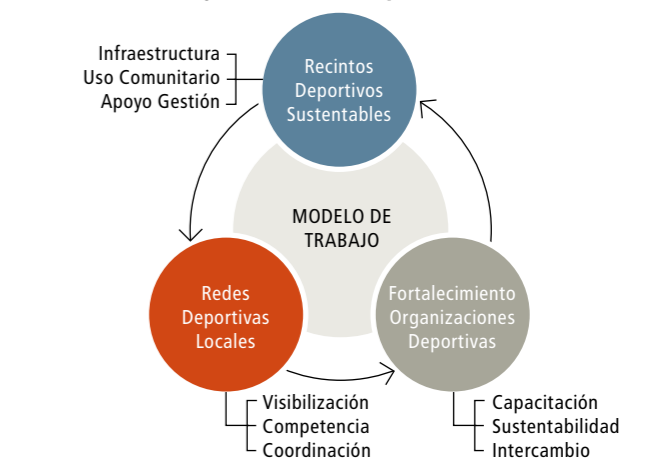 Infraestructura
Uso Comunitario
Apoyo Gestión
Recintos
Deportivos
Sustentables
MODELO DE
TRABAJO
Redes
Deportivas
Locales
Fortalecimiento
Organizaciones
Deportivas
Visibilización
Competencia
Coordinación
Capacitación
Sustentabilidad
Intercambio